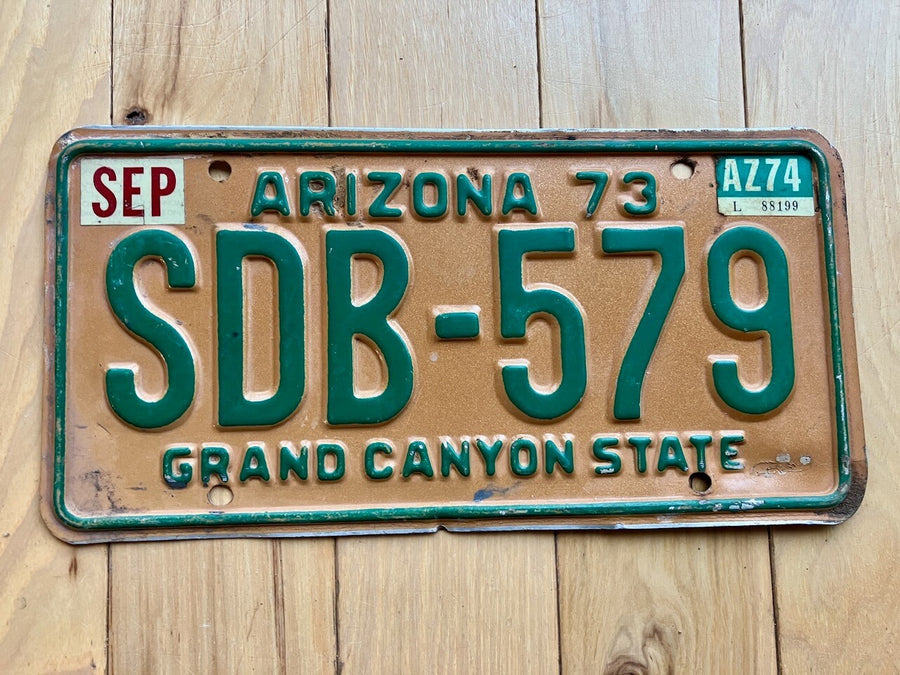 SEP
ARIZONA 73
AZ74
L 88199
SDB-579
GRAND CANYON STATE